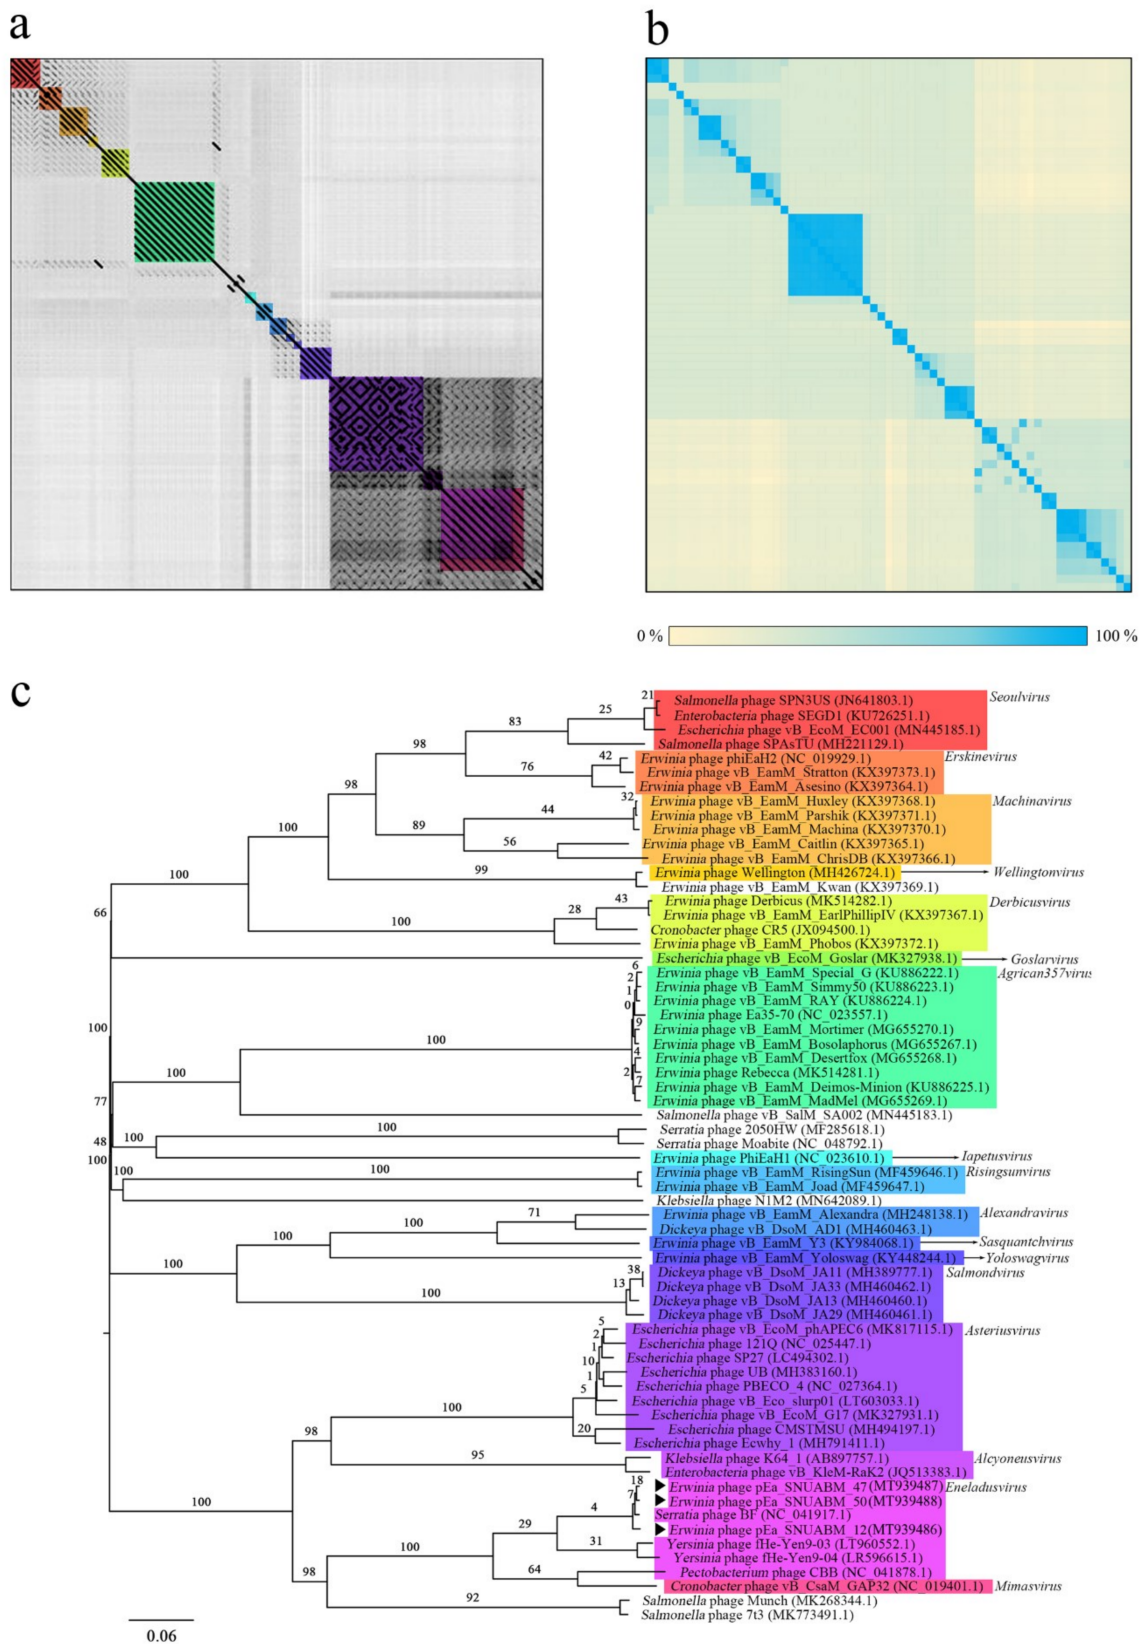 a
b
0 %
100 %
c
21
Salmonella phage SPN3US (JN641803.1)
Seoulvirus
25
Enterobacteria phage SEGD1 (KU726251.1)
83
Escherichia phage vB_EcoM_EC001 (MN445185.1)
98
Salmonella phage SPAsTU (MH221129.1)
42
Erwinia phage phiEaH2 (NC_019929.1)
Erskinevirus
76
Erwinia phage vB_EamM_Stratton (KX397373.1)
98
Erwinia phage vB_EamM_Asesino (KX397364.1)
32
Erwinia phage vB_EamM_Huxley (KX397368.1)
Machinavirus
44
Erwinia phage vB_EamM_Parshik (KX397371.1)
100
89
Erwinia phage vB_EamM_Machina (KX397370.1)
56
Erwinia phage vB_EamM_Caitlin (KX397365.1)
Erwinia phage vB_EamM_ChrisDB (KX397366.1)
100
99
Erwinia phage Wellington (MH426724.1)
Wellingtonvirus
Erwinia phage vB_EamM_Kwan (KX397369.1)
43
Erwinia phage Derbicus (MK514282.1)
Derbicusvirus
66
28
Erwinia phage vB_EamM_EarlPhillipIV (KX397367.1)
100
Cronobacter phage CR5 (JX094500.1)
Erwinia phage vB_EamM_Phobos (KX397372.1)
Escherichia phage vB_EcoM_Goslar (MK327938.1)
Goslarvirus
6
Erwinia phage vB_EamM_Special_G (KU886222.1)
Agrican357virus
2
Erwinia phage vB_EamM_Simmy50 (KU886223.1)
1
Erwinia phage vB_EamM_RAY (KU886224.1)
0
Erwinia phage Ea35-70 (NC_023557.1)
100
9
Erwinia phage vB_EamM_Mortimer (MG655270.1)
100
Erwinia phage vB_EamM_Bosolaphorus (MG655267.1)
4
Erwinia phage vB_EamM_Desertfox (MG655268.1)
100
2
Erwinia phage Rebecca (MK514281.1)
7
Erwinia phage vB_EamM_Deimos-Minion (KU886225.1)
77
Erwinia phage vB_EamM_MadMel (MG655269.1)
Salmonella phage vB_SalM_SA002 (MN445183.1)
100
Serratia phage 2050HW (MF285618.1)
48
100
Serratia phage Moabite (NC_048792.1)
100
Erwinia phage PhiEaH1 (NC_023610.1)
Iapetusvirus
100
100
Erwinia phage vB_EamM_RisingSun (MF459646.1)
Risingsunvirus
Erwinia phage vB_EamM_Joad (MF459647.1)
Klebsiella phage N1M2 (MN642089.1)
71
Erwinia phage vB_EamM_Alexandra (MH248138.1)
Alexandravirus
100
Dickeya phage vB_DsoM_AD1 (MH460463.1)
100
Erwinia phage vB_EamM_Y3 (KY984068.1)
Sasquantchvirus
100
Erwinia phage vB_EamM_Yoloswag (KY448244.1)
Yoloswagvirus
38
Dickeya phage vB_DsoM_JA11 (MH389777.1)
Salmondvirus
13
Dickeya phage vB_DsoM_JA33 (MH460462.1)
100
Dickeya phage vB_DsoM_JA13 (MH460460.1)
Dickeya phage vB_DsoM_JA29 (MH460461.1)
5
Escherichia phage vB_EcoM_phAPEC6 (MK817115.1)
Asteriusvirus
2
Escherichia phage 121Q (NC_025447.1)
1
Escherichia phage SP27 (LC494302.1)
10
Escherichia phage UB (MH383160.1)
1
Escherichia phage PBECO_4 (NC_027364.1)
5
Escherichia phage vB_Eco_slurp01 (LT603033.1)
100
Escherichia phage vB_EcoM_G17 (MK327931.1)
20
Escherichia phage CMSTMSU (MH494197.1)
98
Escherichia phage Ecwhy_1 (MH791411.1)
95
Klebsiella phage K64_1 (AB897757.1)
Alcyoneusvirus
Enterobacteria phage vB_KleM-RaK2 (JQ513383.1)
18
Erwinia phage pEa_SNUABM_47 (MT939487)
Eneladusvirus
7
Erwinia phage pEa_SNUABM_50 (MT939488)
100
4
Serratia phage BF (NC_041917.1)
29
Erwinia phage pEa_SNUABM_12 (MT939486)
31
Yersinia phage fHe-Yen9-03 (LT960552.1)
100
Yersinia phage fHe-Yen9-04 (LR596615.1)
64
Pectobacterium phage CBB (NC_041878.1)
98
Cronobacter phage vB_CsaM_GAP32 (NC_019401.1)
Mimasvirus
92
Salmonella phage Munch (MK268344.1)
Salmonella phage 7t3 (MK773491.1)
0.06